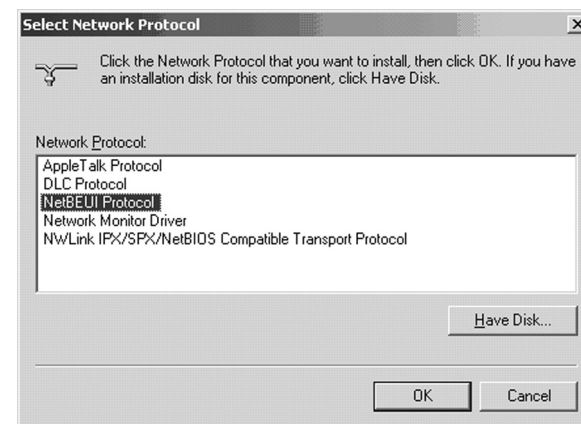 Select Network Protocol
Click the Network Protocol that you want to install, then click OK. If you have
an installation disk for this component, click Have Disk.
Network Protocol:
AppleTalk Protocol
DLC Protocol
NetBEUI Protocol
Network Monitor Driver
NWLink IPX/SPX/NetBIOS Compatible Transport Protocol
Have Disk...
OK
Cancel